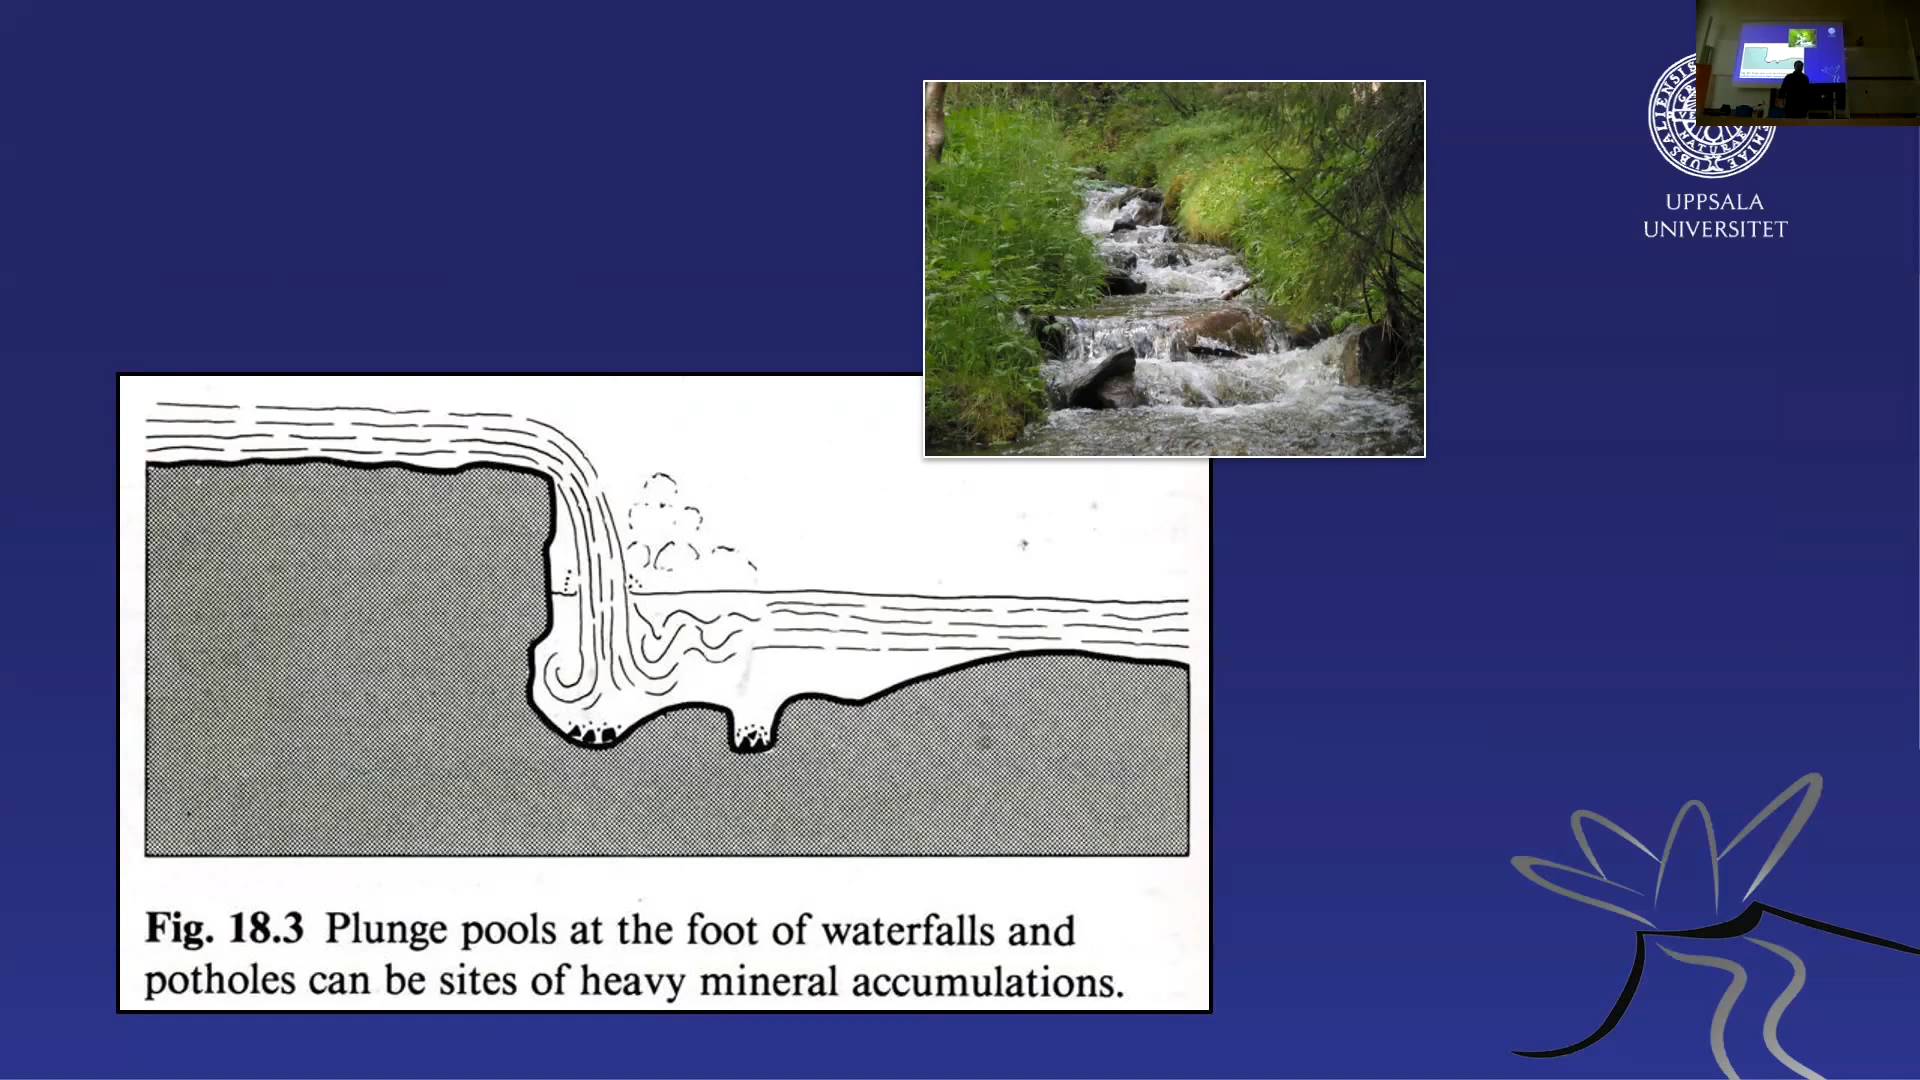 UPPSALA
UNIVERSITET
Fig. 18.3 Plunge pools at the foot of waterfalls and
potholes can be sites of heavy mineral accumulations.